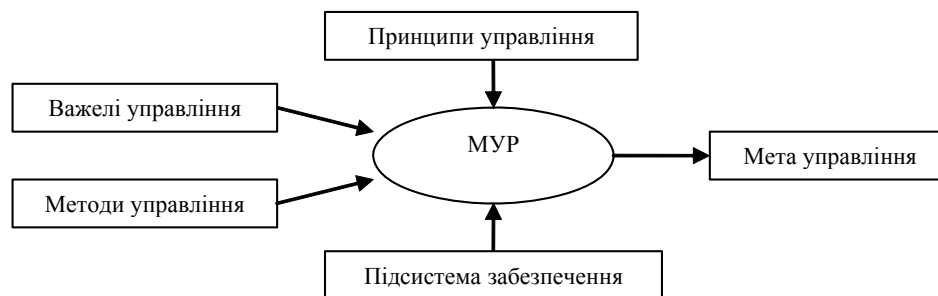 Принципи управління
Важелі управління
МУР
Мета управління
Методи управління
Підсистема забезпечення